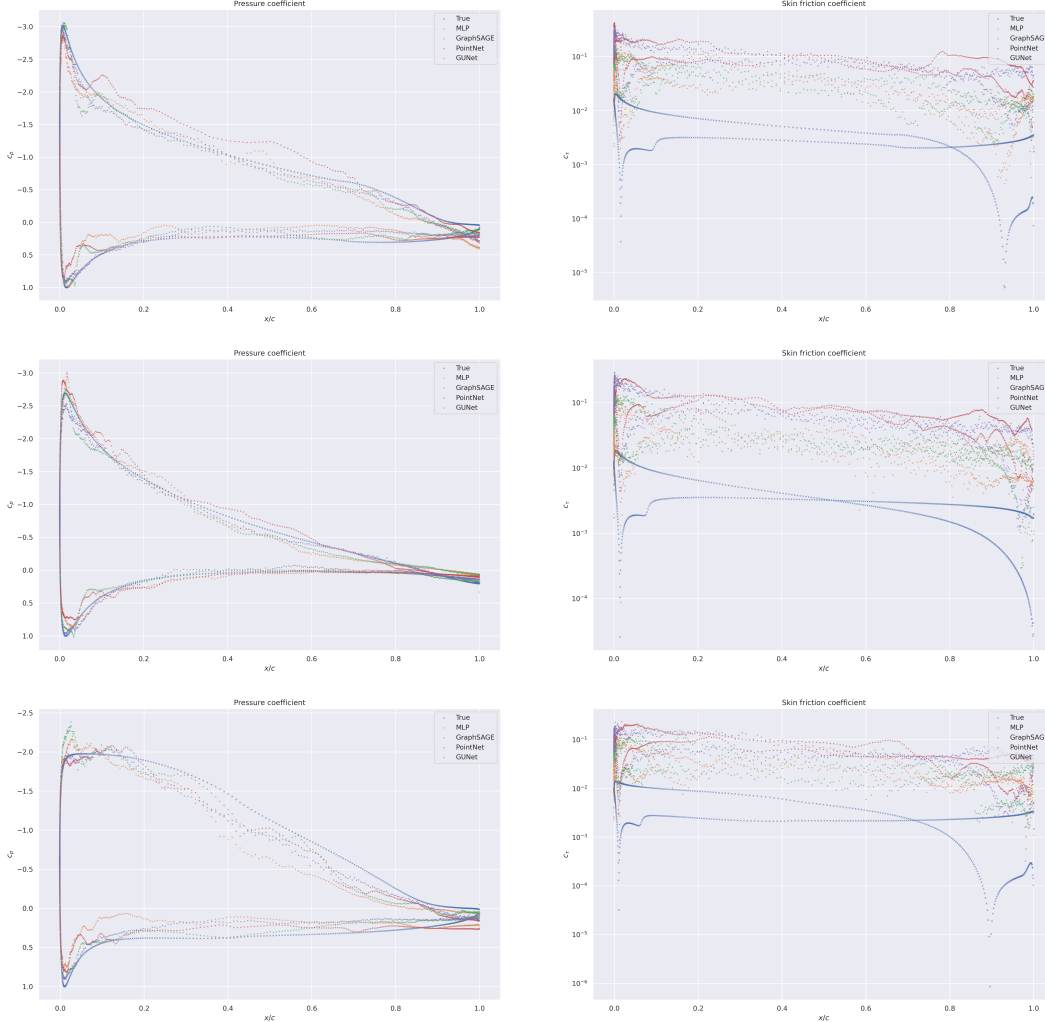 Pressure coefficient
−3.0
−2.5
−2.0
−1.5
−1.0
−0.5
0.0
0.5
1.0
cₚ
0.0 0.2 0.4 0.6 0.8 1.0
x/c
True
MLP
GraphSAGE
PointNet
GUNet
Skin friction coefficient
10⁻¹
10⁻²
10⁻³
10⁻⁴
10⁻⁵
c_τ
0.0 0.2 0.4 0.6 0.8 1.0
x/c
True
MLP
GraphSAG
PointNet
GUNet
Pressure coefficient
−3.0
−2.5
−2.0
−1.5
−1.0
−0.5
0.0
0.5
1.0
cₚ
0.0 0.2 0.4 0.6 0.8 1.0
x/c
True
MLP
GraphSAGE
PointNet
GUNet
Skin friction coefficient
10⁻¹
10⁻²
10⁻³
10⁻⁴
c_τ
0.0 0.2 0.4 0.6 0.8 1.0
x/c
True
MLP
GraphSAG
PointNet
GUNet
Pressure coefficient
−2.5
−2.0
−1.5
−1.0
−0.5
0.0
0.5
1.0
cₚ
0.0 0.2 0.4 0.6 0.8 1.0
x/c
True
MLP
GraphSAGE
PointNet
GUNet
Skin friction coefficient
10⁻¹
10⁻²
10⁻³
10⁻⁴
10⁻⁵
10⁻⁶
c_τ
0.0 0.2 0.4 0.6 0.8 1.0
x/c
True
MLP
GraphSAG
PointNet
GUNet